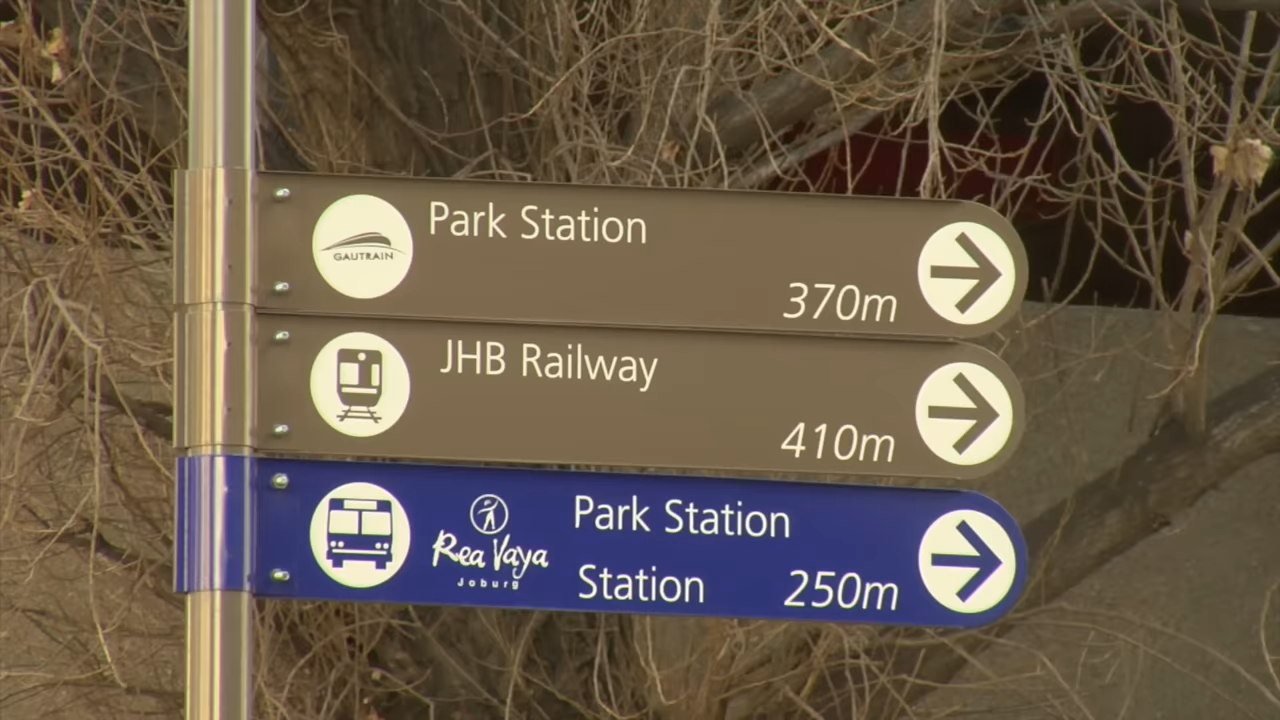 GAUTRAIN
Park Station
370m
JHB Railway
410m
Rea Vaya
Joburg
Park Station
Station 250m